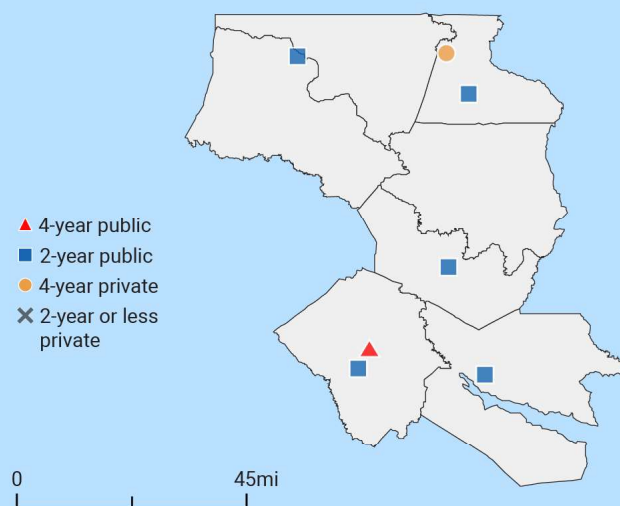 4-year public
2-year public
4-year private
2-year or less
private
0
45mi